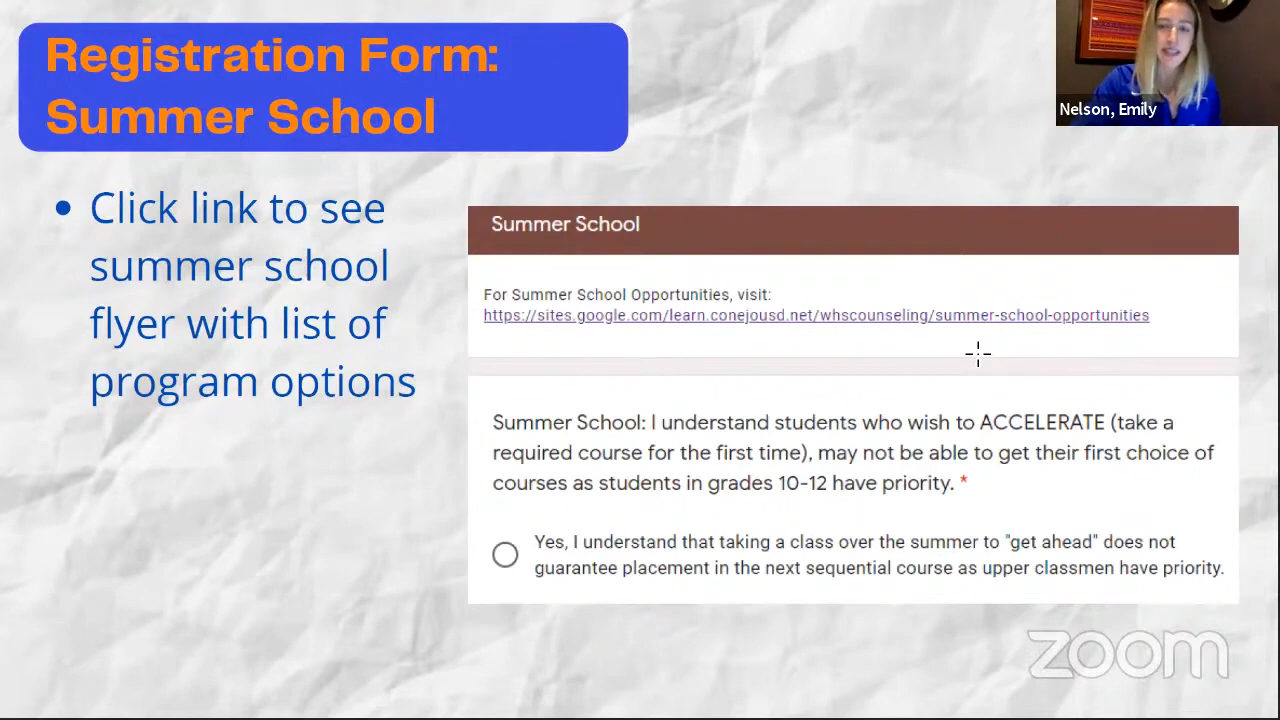 Registration Form:
Summer School
Nelson, Emily
Click link to see
summer school
flyer with list of
program options
Summer School
For Summer School Opportunities, visit:
https://sites.google.com/learn.conejousd.net/whscounseling/summer-school-opportunities
Summer School: I understand students who wish to ACCELERATE (take a
required course for the first time), may not be able to get their first choice of
courses as students in grades 10-12 have priority. *
Yes, I understand that taking a class over the summer to "get ahead" does not
guarantee placement in the next sequential course as upper classmen have priority.
zoom